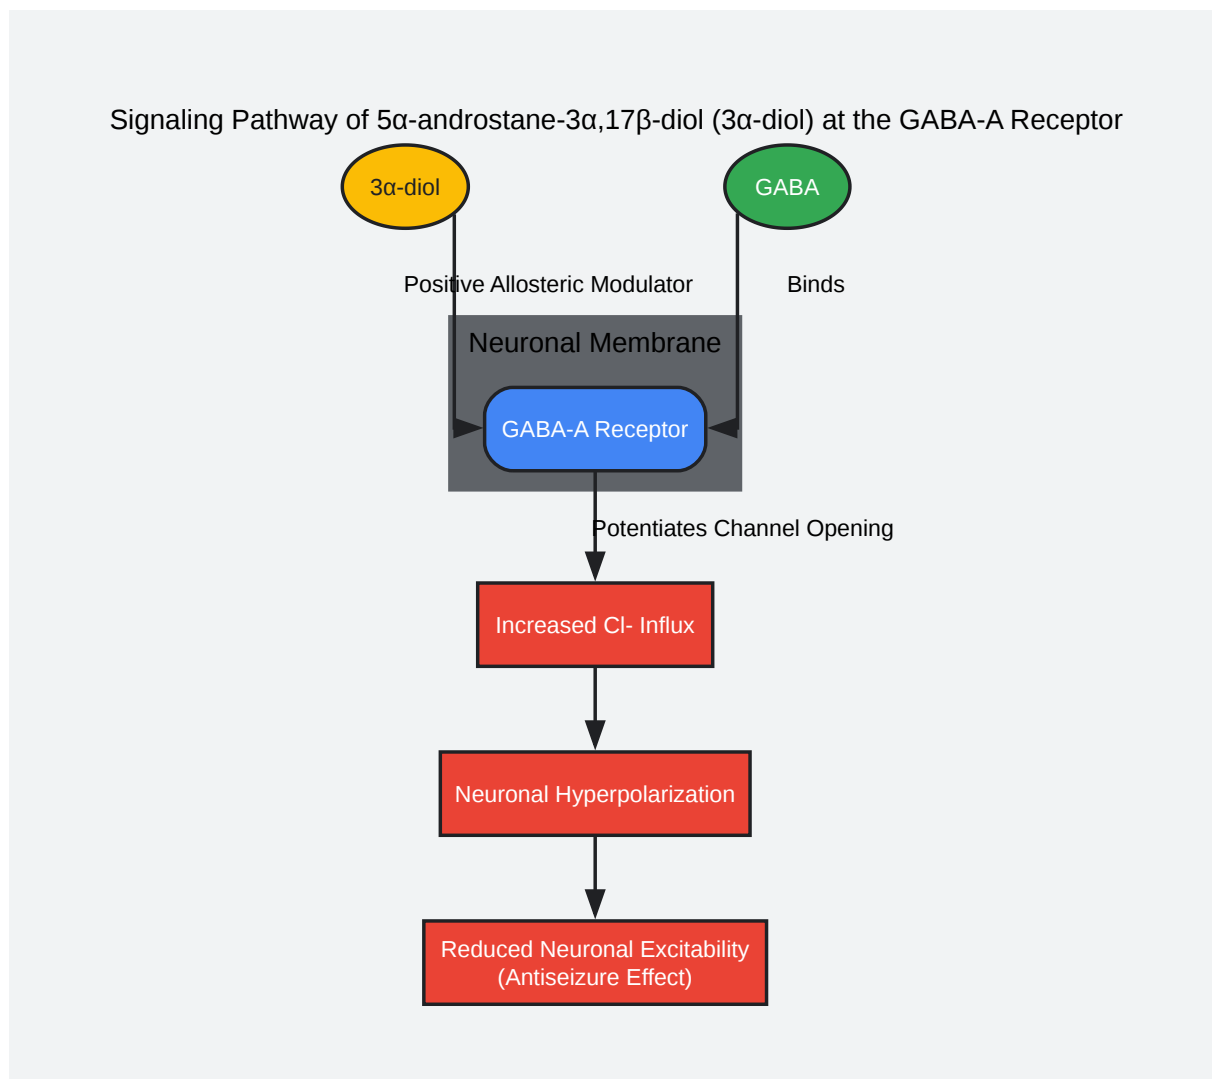 Signaling Pathway of 5α-androstane-3α,17β-diol (3α-diol) at the GABA-A Receptor
3α-diol
GABA
Positive Allosteric Modulator
Binds
Neuronal Membrane
GABA-A Receptor
Potentiates Channel Opening
Increased Cl- Influx
Neuronal Hyperpolarization
Reduced Neuronal Excitability
(Antiseizure Effect)